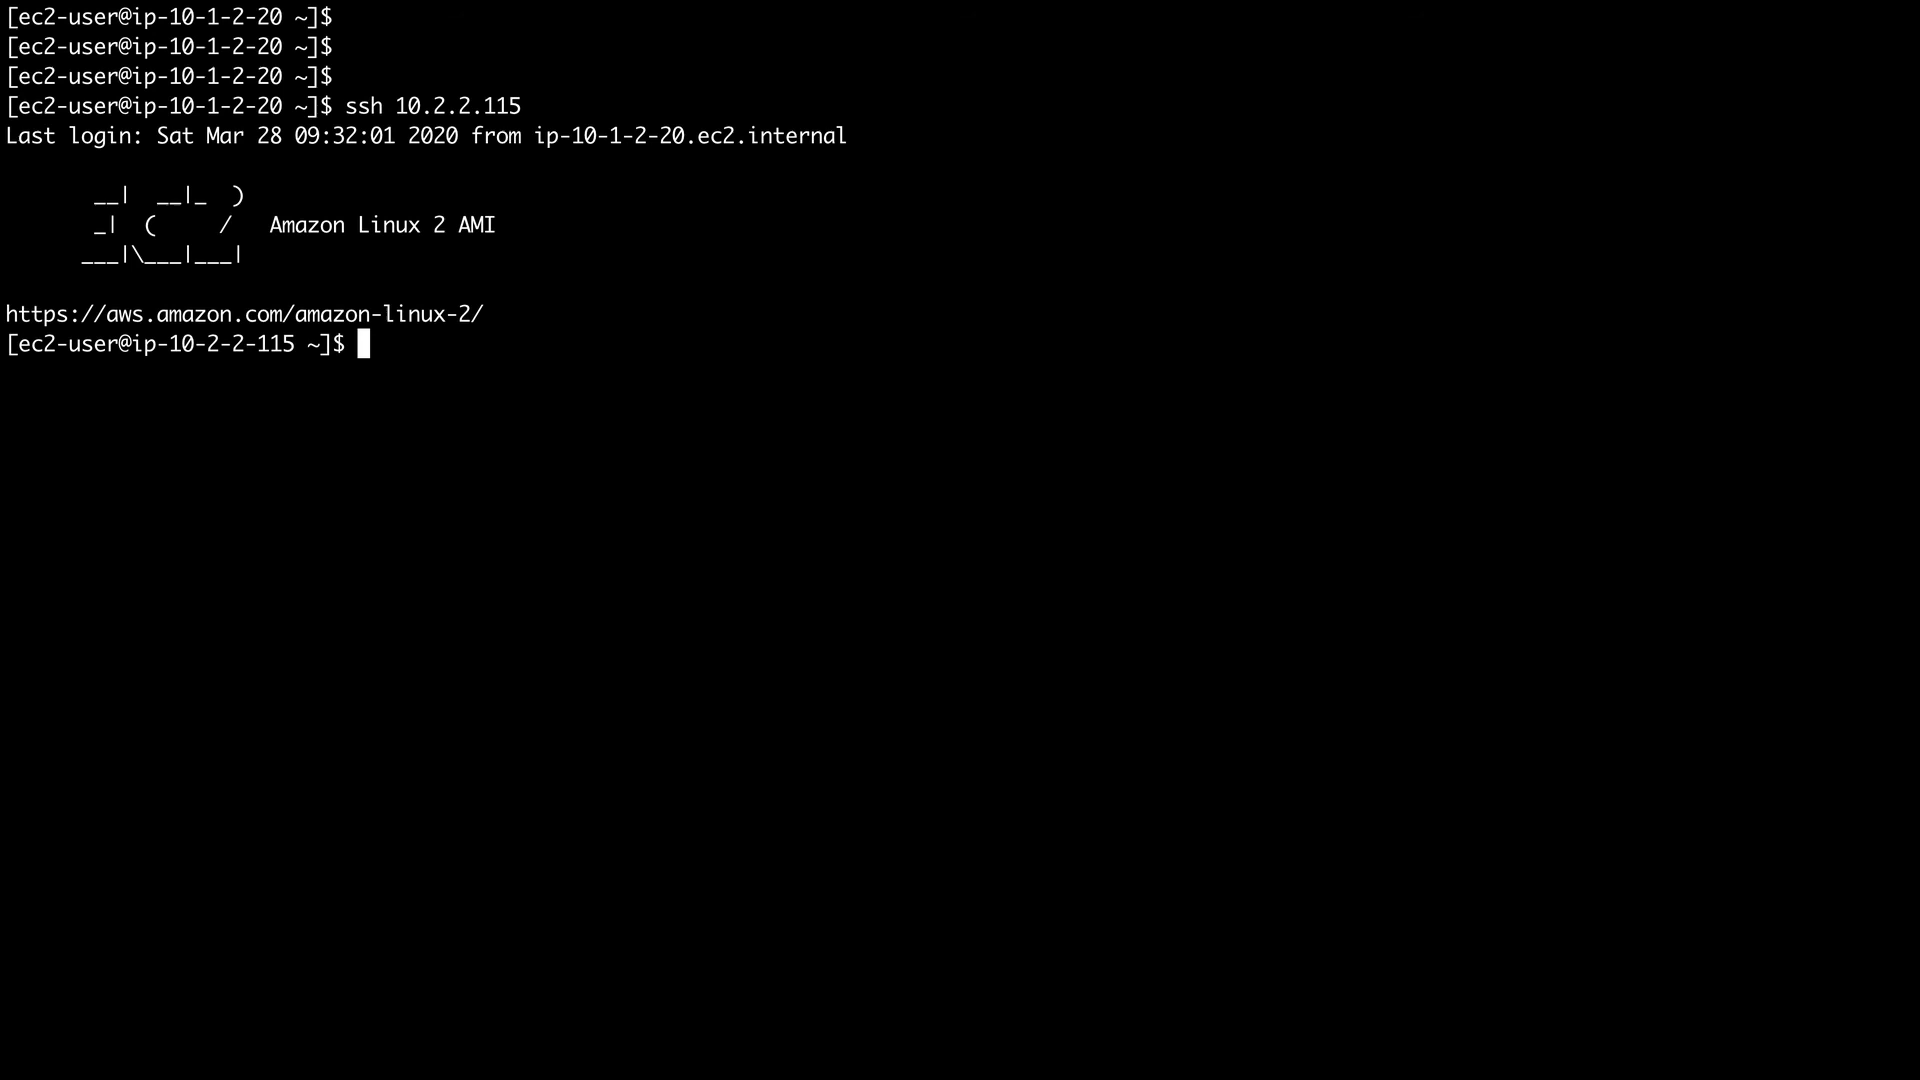 [ec2-user@ip-10-1-2-20 ~]$
[ec2-user@ip-10-1-2-20 ~]$
[ec2-user@ip-10-1-2-20 ~]$
[ec2-user@ip-10-1-2-20 ~]$ ssh 10.2.2.115
Last login: Sat Mar 28 09:32:01 2020 from ip-10-1-2-20.ec2.internal

       __|  __|_  )
       _|  (     /   Amazon Linux 2 AMI
      ___|\___|___|

https://aws.amazon.com/amazon-linux-2/
[ec2-user@ip-10-2-2-115 ~]$